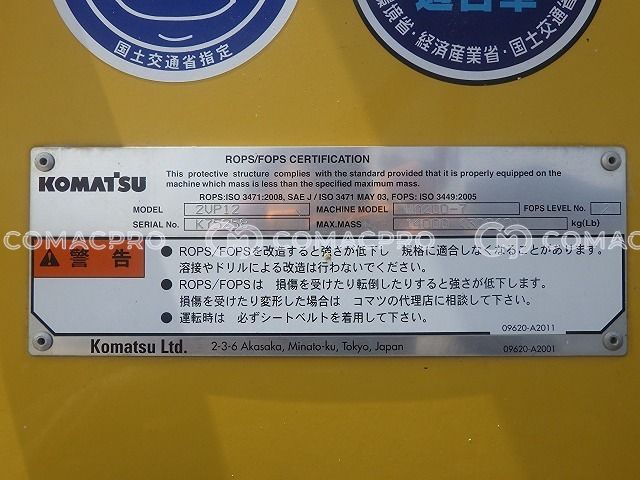 国土交通省指定
適合車
環境省・経済産業省・国土交通省
ROPS/FOPS CERTIFICATION
KOMATSU
This protective structure complies with the standard provided that it is properly equipped on the
machine which mass is less than the specified maximum mass.
ROPS:ISO 3471:2008, SAE J / ISO 3471 MAY 03, FOPS: ISO 3449:2005
MODEL 2VP12 MACHINE MODEL FOPS LEVEL No.
SERIAL No. MAX.MASS kg(Lb)
COMACPRO COMACPRO COMACPRO
警告
● ROPS/FOPSを改造すると強さが低下し 規格に適合しなくなることがあります。
溶接やドリルによる改造は行わないでください。
● ROPS/FOPSは 損傷を受けたり転倒したりすると強さが低下します。
損傷を受けたり変形した場合は コマツの代理店に相談して下さい。
● 運転時は 必ずシートベルトを着用して下さい。
09620-A2011
Komatsu Ltd. 2-3-6 Akasaka, Minato-ku, Tokyo, Japan 09620-A2001